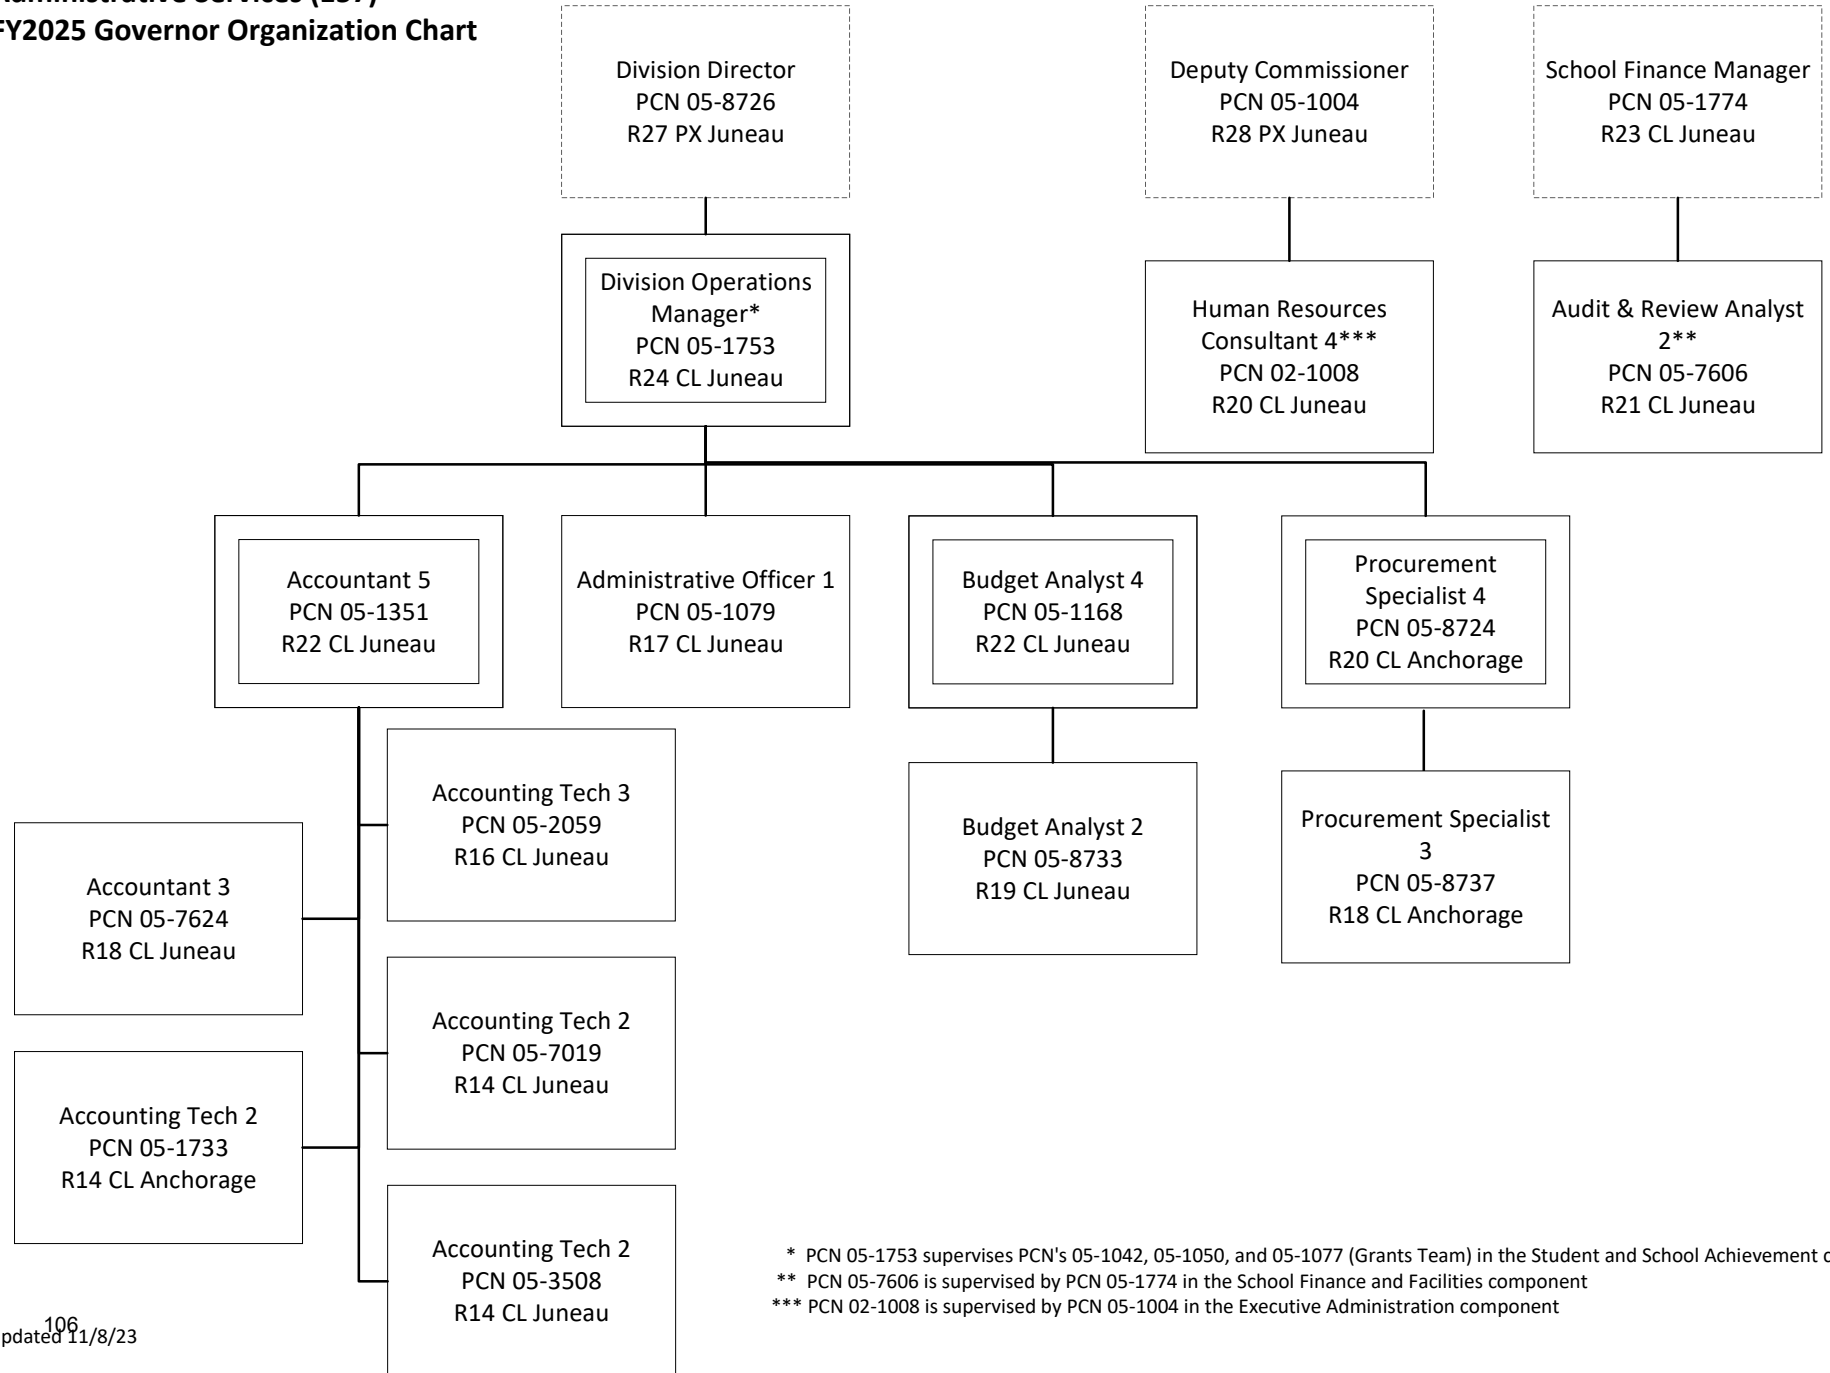 FY2025 Governor Organization Chart
Division Director
PCN 05-8726
R27 PX Juneau
Deputy Commissioner
PCN 05-1004
R28 PX Juneau
School Finance Manager
PCN 05-1774
R23 CL Juneau
Division Operations
Manager*
PCN 05-1753
R24 CL Juneau
Human Resources
Consultant 4***
PCN 02-1008
R20 CL Juneau
Audit & Review Analyst
2**
PCN 05-7606
R21 CL Juneau
Accountant 5
PCN 05-1351
R22 CL Juneau
Administrative Officer 1
PCN 05-1079
R17 CL Juneau
Budget Analyst 4
PCN 05-1168
R22 CL Juneau
Procurement
Specialist 4
PCN 05-8724
R20 CL Anchorage
Accounting Tech 3
PCN 05-2059
R16 CL Juneau
Accountant 3
PCN 05-7624
R18 CL Juneau
Budget Analyst 2
PCN 05-8733
R19 CL Juneau
Procurement Specialist
3
PCN 05-8737
R18 CL Anchorage
Accounting Tech 2
PCN 05-7019
R14 CL Juneau
Accounting Tech 2
PCN 05-1733
R14 CL Anchorage
Accounting Tech 2
PCN 05-3508
R14 CL Juneau
* PCN 05-1753 supervises PCN's 05-1042, 05-1050, and 05-1077 (Grants Team) in the Student and School Achievement
** PCN 05-7606 is supervised by PCN 05-1774 in the School Finance and Facilities component
*** PCN 02-1008 is supervised by PCN 05-1004 in the Executive Administration component
106
pdated 11/8/23